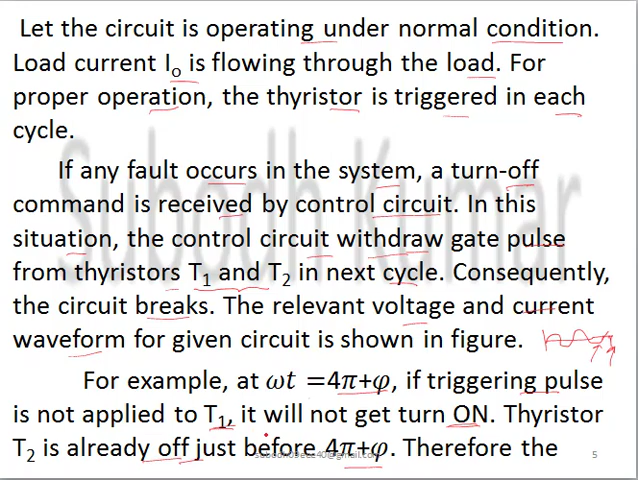 Let the circuit is operating under normal condition.
Load current Iₒ is flowing through the load. For
proper operation, the thyristor is triggered in each
cycle.
If any fault occurs in the system, a turn-off
command is received by control circuit. In this
situation, the control circuit withdraw gate pulse
from thyristors T₁ and T₂ in next cycle. Consequently,
the circuit breaks. The relevant voltage and current
waveform for given circuit is shown in figure.
For example, at ωt =4π+φ, if triggering pulse
is not applied to T₁, it will not get turn ON. Thyristor
T₂ is already off just before 4π+φ. Therefore the
5
Subodh Kumar